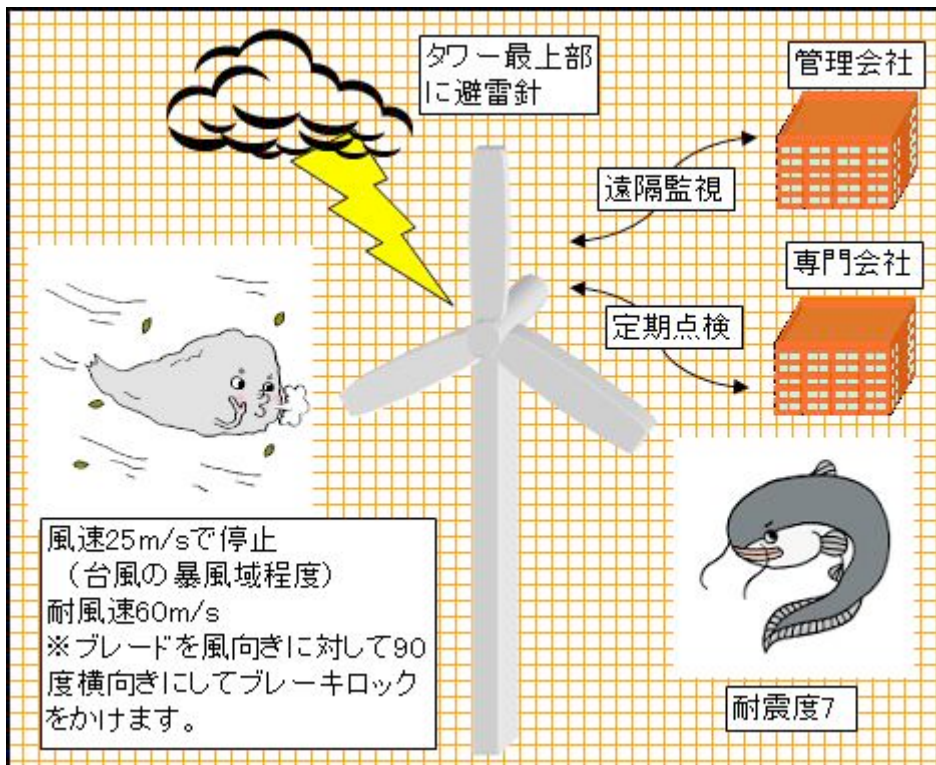 タワー最上部
に避雷針
管理会社
遠隔監視
専門会社
定期点検
風速25m/sで停止
（台風の暴風域程度）
耐風速60m/s
※ブレードを風向きに対して90
度横向きにしてブレーキロック
をかけます。
耐震度7